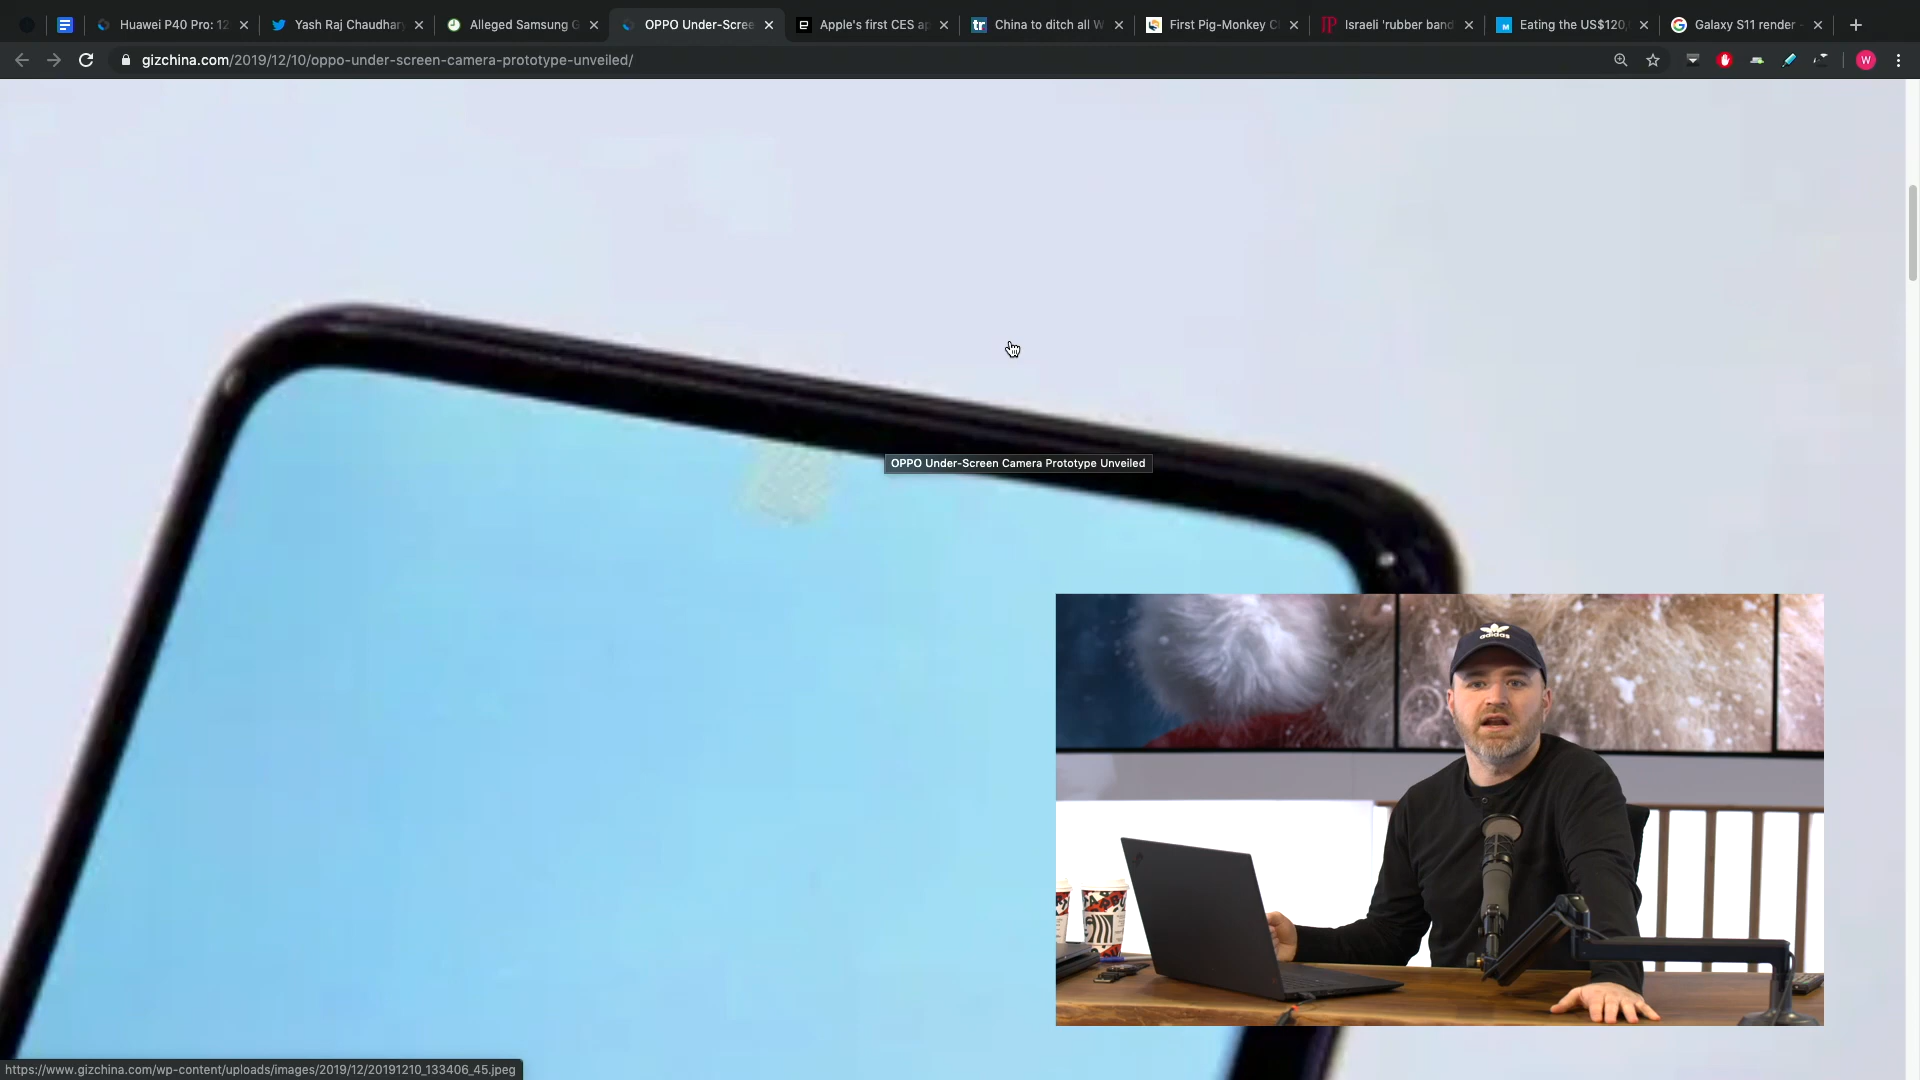 Huawei P40 Pro: 12
Yash Raj Chaudhar
Alleged Samsung G
OPPO Under-Scree
Apple's first CES ap
China to ditch all W
First Pig-Monkey C
Israeli 'rubber band
Eating the US$120,
Galaxy S11 render -
gizchina.com/2019/12/10/oppo-under-screen-camera-prototype-unveiled/
W
OPPO Under-Screen Camera Prototype Unveiled
adidas
https://www.gizchina.com/wp-content/uploads/images/2019/12/20191210_133406_45.jpeg